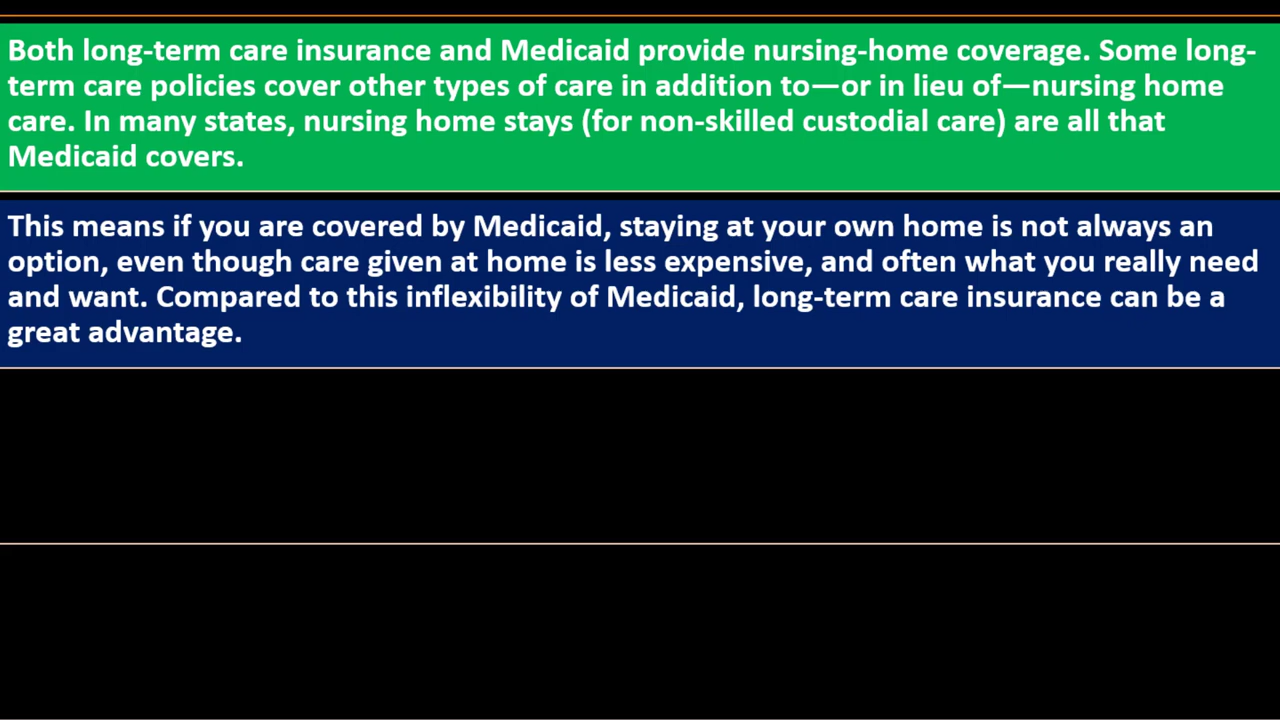 Both long-term care insurance and Medicaid provide nursing-home coverage. Some long-
term care policies cover other types of care in addition to—or in lieu of—nursing home
care. In many states, nursing home stays (for non-skilled custodial care) are all that
Medicaid covers.
This means if you are covered by Medicaid, staying at your own home is not always an
option, even though care given at home is less expensive, and often what you really need
and want. Compared to this inflexibility of Medicaid, long-term care insurance can be a
great advantage.